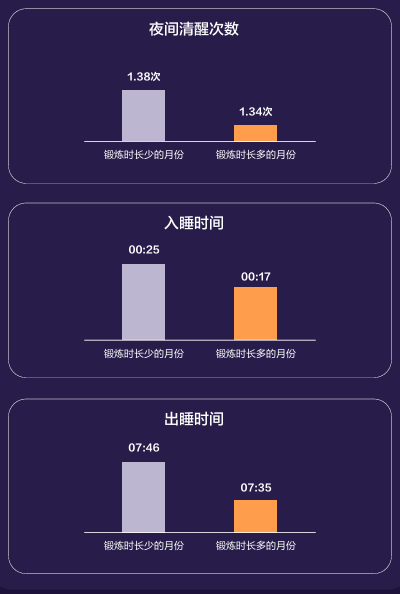 夜间清醒次数
1.38次
1.34次
锻炼时长少的月份
锻炼时长多的月份
入睡时间
00:25
00:17
锻炼时长少的月份
锻炼时长多的月份
出睡时间
07:46
07:35
锻炼时长少的月份
锻炼时长多的月份